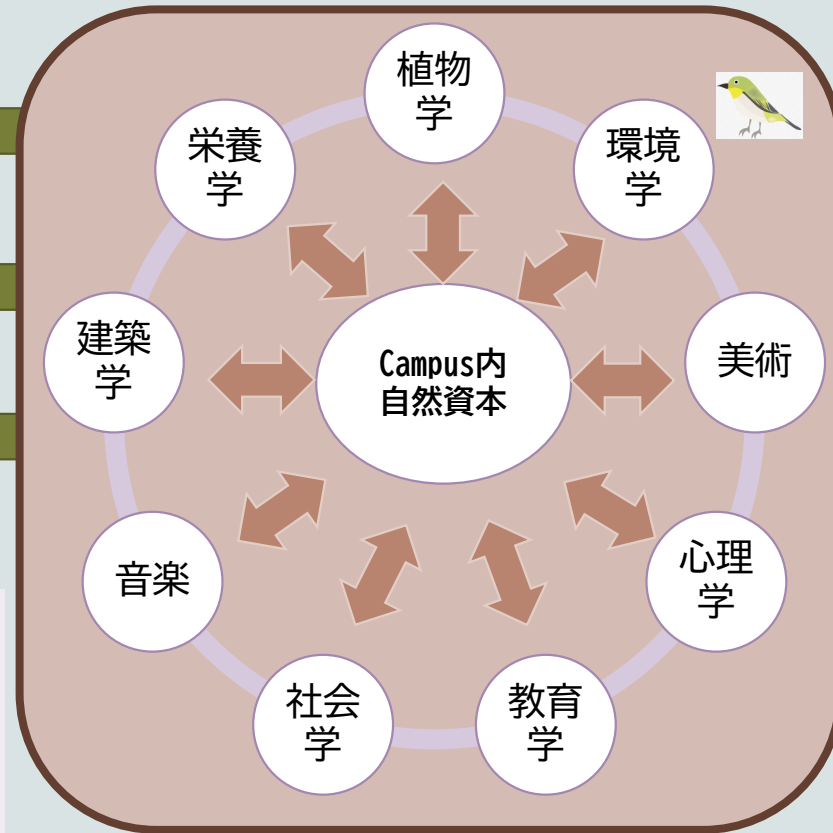 植物
学
環境
学
美術
心理
学
教育
学
社会
学
音楽
建築
学
栄養
学
Campus内
自然資本